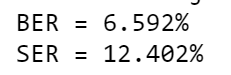 BER = 6.592%
SER = 12.402%